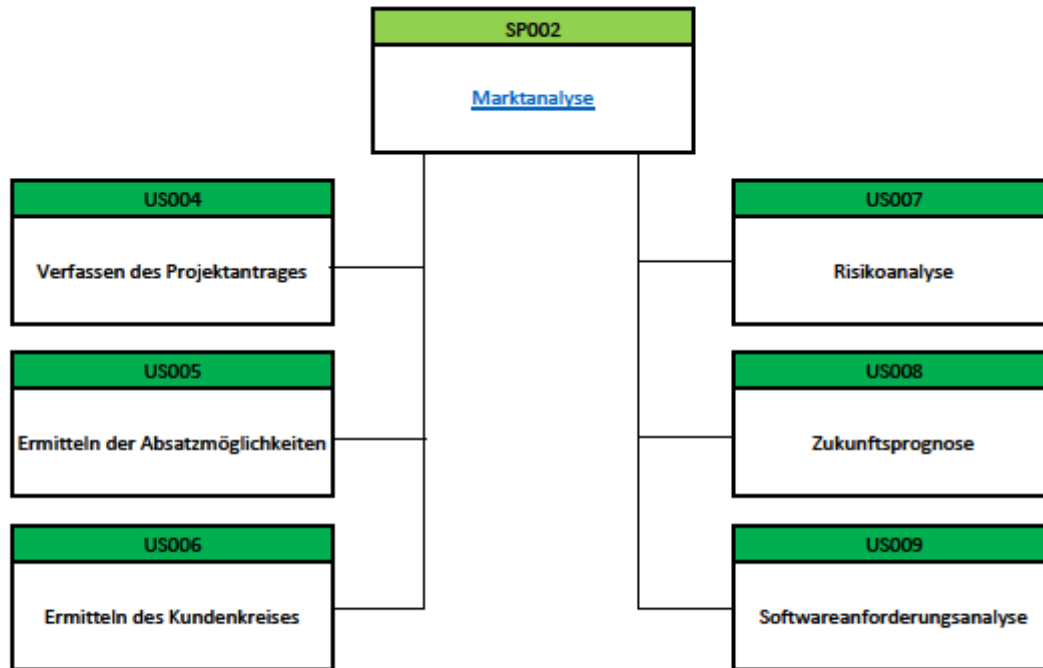 SP002
Marktanalyse
US004
Verfassen des Projektantrages
US005
Ermitteln der Absatzmöglichkeiten
US006
Ermitteln des Kundenkreises
US007
Risikoanalyse
US008
Zukunftsprognose
US009
Softwareanforderungsanalyse